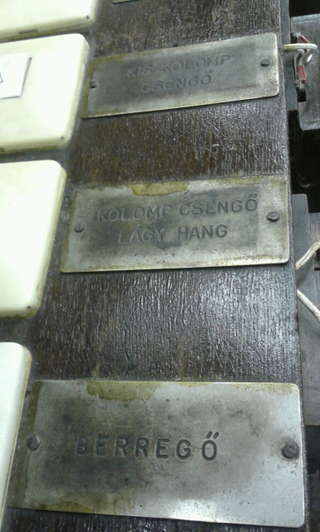 KIS KOLOMP
CSENGŐ
KOLOMP CSENGŐ
LÁGY HANG
BERREGŐ